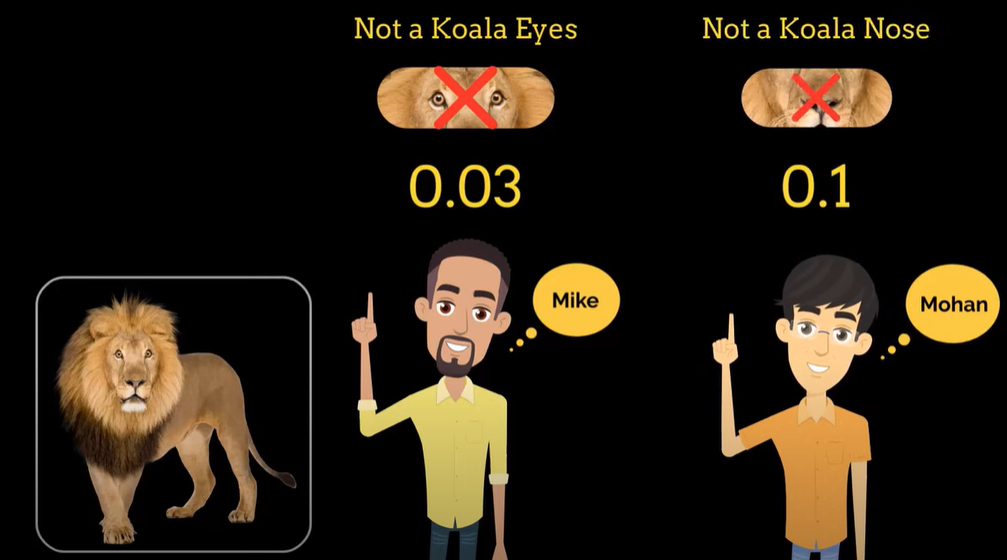 Not a Koala Eyes
Not a Koala Nose
0.03
0.1
Mike
Mohan